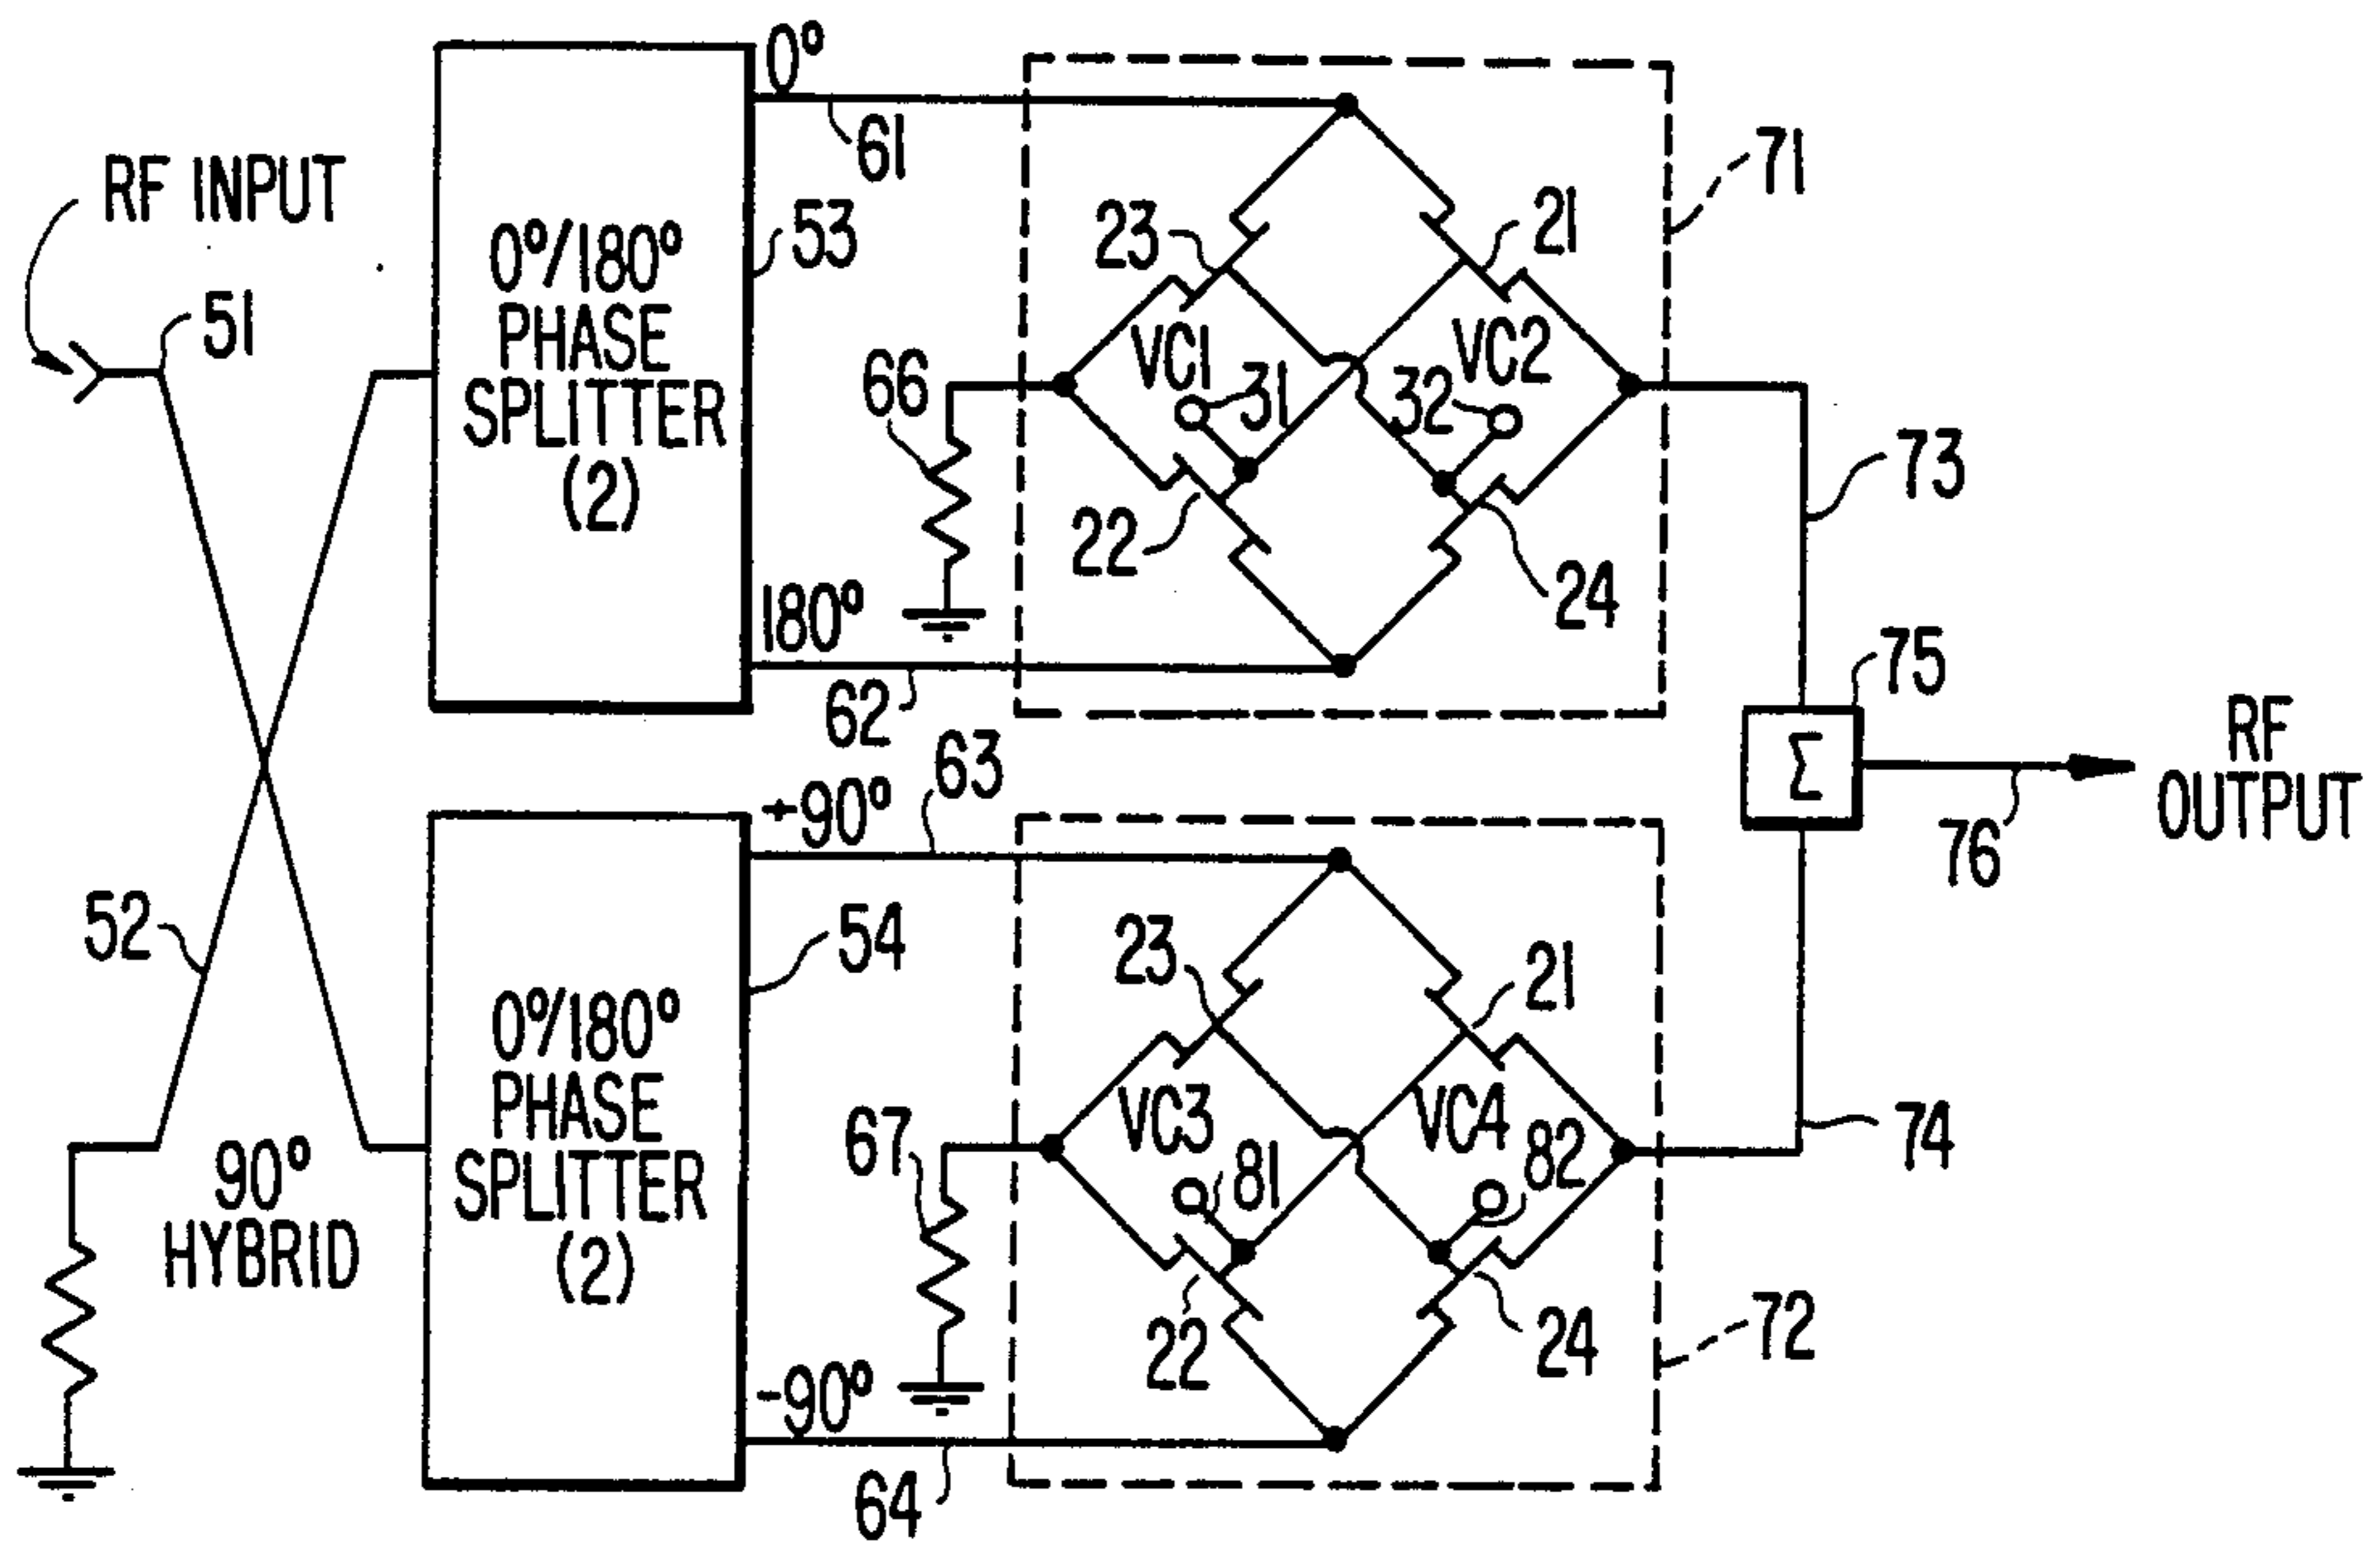 RF INPUT
51
52
90°
HYBRID
0°/180°
PHASE
SPLITTER
(2)
53
0°
61
180°
62
66
71
23
21
VC1
31
VC2
32
22
24
73
75
Σ
76
RF
OUTPUT
0°/180°
PHASE
SPLITTER
(2)
54
+90°
63
-90°
64
67
23
21
VC3
81
VC4
82
22
24
72
74